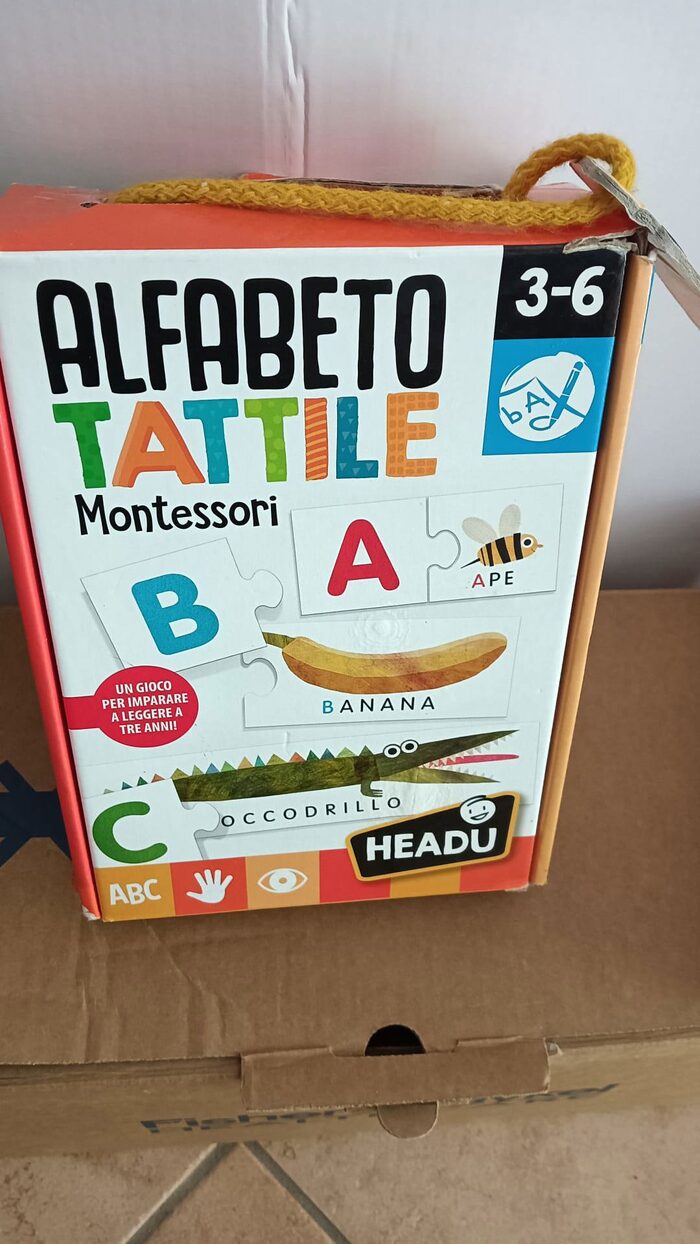 ALFABETO
3-6
TATTILE
Montessori
b A
A
APE
B
BANANA
UN GIOCO
PER IMPARARE
A LEGGERE A
TRE ANNI!
C
OCCODRILLO
HEADU
ABC